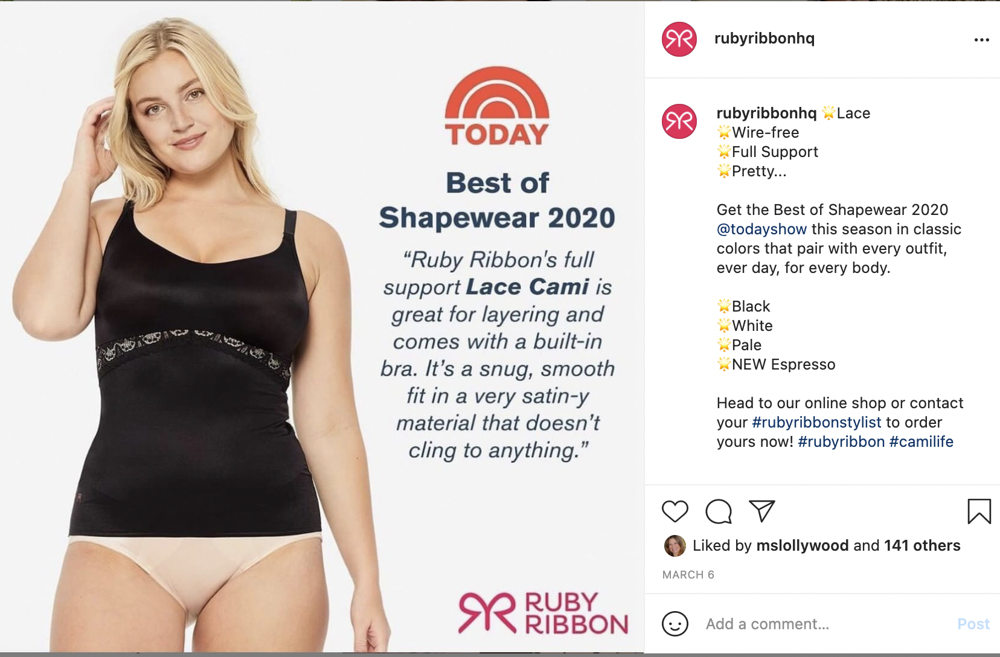 TODAY
Best of
Shapewear 2020
“Ruby Ribbon's full
support Lace Cami is
great for layering and
comes with a built-in
bra. It’s a snug, smooth
fit in a very satin-y
material that doesn’t
cling to anything.”
RUBY
RIBBON
rubyribbonhq
rubyribbonhq 🌟Lace
🌟Wire-free
🌟Full Support
🌟Pretty...
Get the Best of Shapewear 2020
@todayshow this season in classic
colors that pair with every outfit,
ever day, for every body.
🌟Black
🌟White
🌟Pale
🌟NEW Espresso
Head to our online shop or contact
your #rubyribbonstylist to order
yours now! #rubyribbon #camilife
Liked by mslollywood and 141 others
MARCH 6
Add a comment... Post